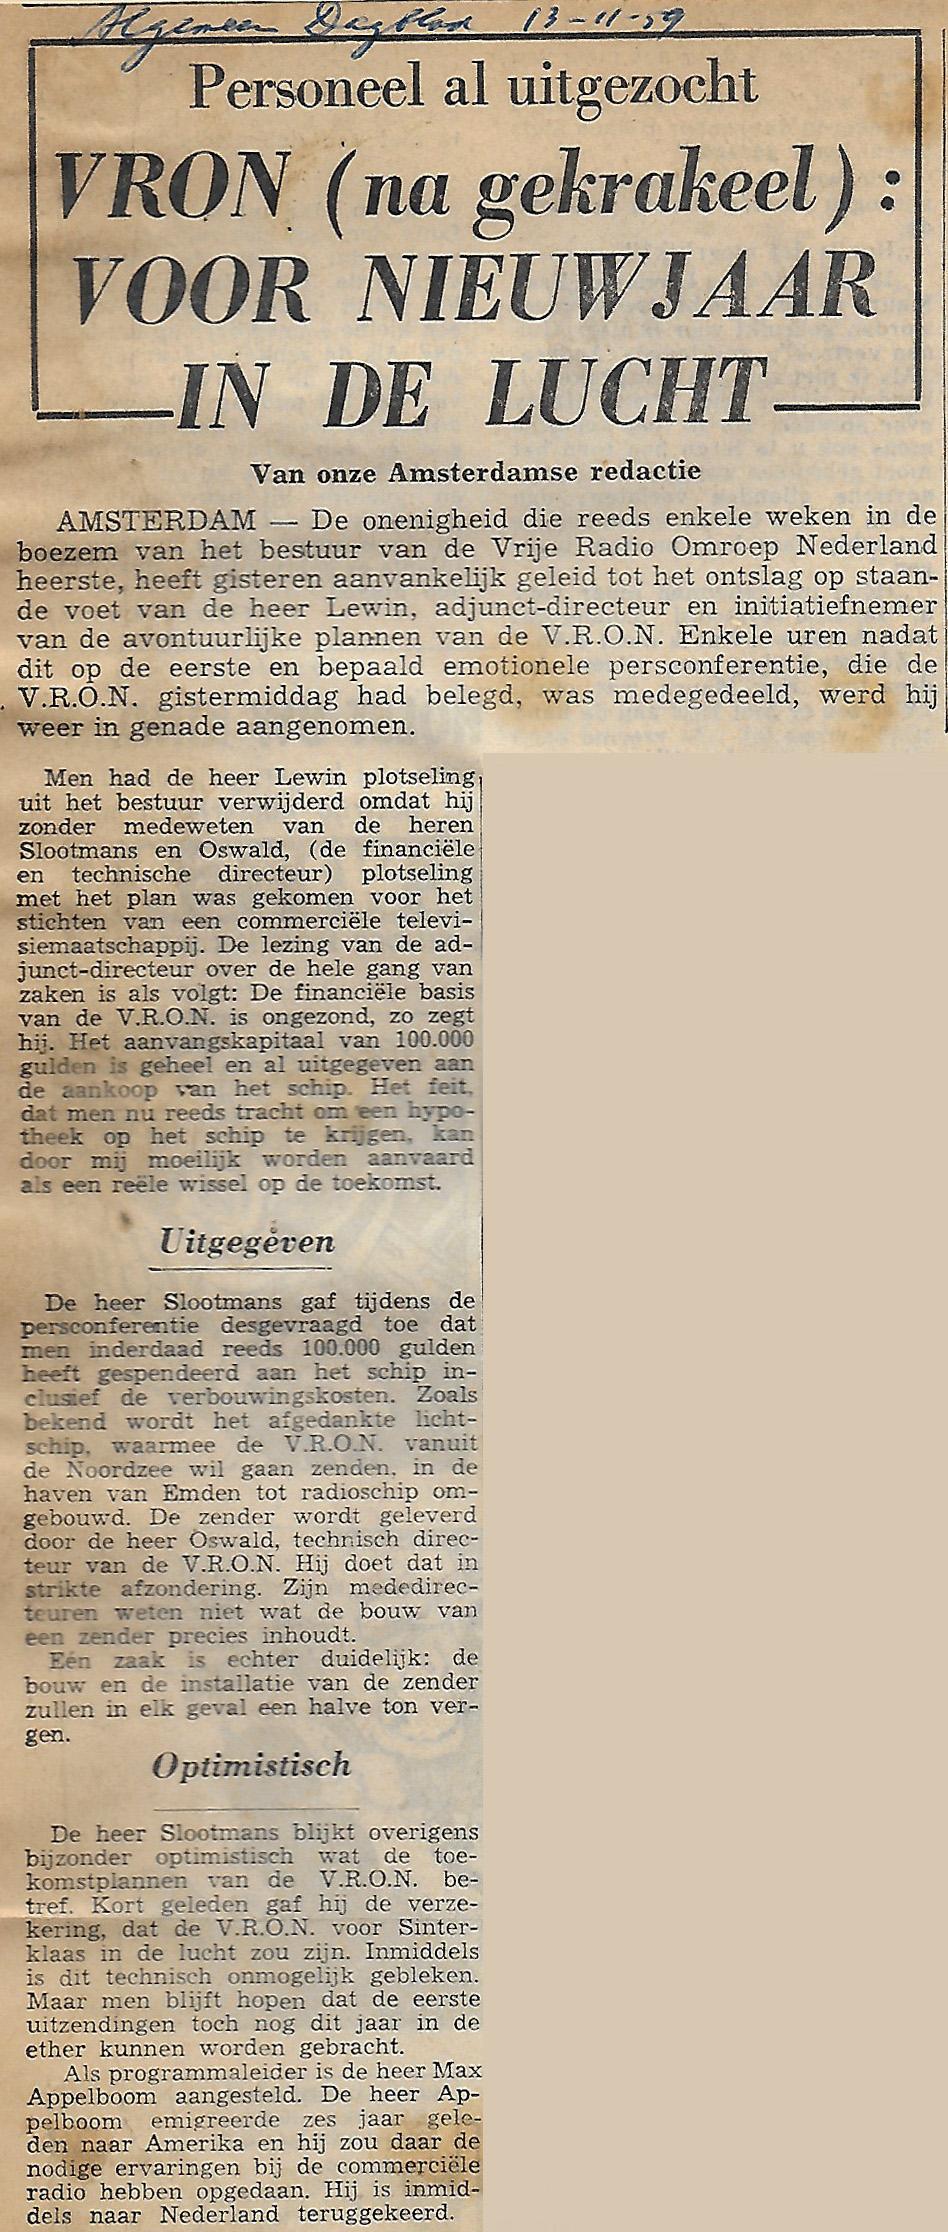 Algemeen Dagblad 13-11-59
Personeel al uitgezocht
VRON (na gekrakeel):
VOOR NIEUWJAAR
IN DE LUCHT
Van onze Amsterdamse redactie
AMSTERDAM — De onenigheid die reeds enkele weken in de
boezem van het bestuur van de Vrije Radio Omroep Nederland
heerste, heeft gisteren aanvankelijk geleid tot het ontslag op staan-
de voet van de heer Lewin, adjunct-directeur en initiatiefnemer
van de avontuurlijke plannen van de V.R.O.N. Enkele uren nadat
dit op de eerste en bepaald emotionele persconferentie, die de
V.R.O.N. gistermiddag had belegd, was medegedeeld, werd hij
weer in genade aangenomen.
Men had de heer Lewin plotseling
uit het bestuur verwijderd omdat hij
zonder medeweten van de heren
Slootmans en Oswald, (de financiële
en technische directeur) plotseling
met het plan was gekomen voor het
stichten van een commerciële televi-
siemaatschappij. De lezing van de ad-
junct-directeur over de hele gang van
zaken is als volgt: De financiële basis
van de V.R.O.N. is ongezond, zo zegt
hij. Het aanvangskapitaal van 100.000
gulden is geheel en al uitgegeven aan
de aankoop van het schip. Het feit,
dat men nu reeds tracht om een hypo-
theek op het schip te krijgen, kan
door mij moeilijk worden aanvaard
als een reële wissel op de toekomst.
Uitgegeven
De heer Slootmans gaf tijdens de
persconferentie desgevraagd toe dat
men inderdaad reeds 100.000 gulden
heeft gespendeerd aan het schip in-
clusief de verbouwingskosten. Zoals
bekend wordt het afgedankte licht-
schip, waarmee de V.R.O.N. vanuit
de Noordzee wil gaan zenden, in de
haven van Emden tot radioschip om-
gebouwd. De zender wordt geleverd
door de heer Oswald, technisch direc-
teur van de V.R.O.N. Hij doet dat in
strikte afzondering. Zijn mededirec-
teuren weten niet wat de bouw van
een zender precies inhoudt.
Eén zaak is echter duidelijk: de
bouw en de installatie van de zender
zullen in elk geval een halve ton ver-
gen.
Optimistisch
De heer Slootmans blijkt overigens
bijzonder optimistisch wat de toe-
komstplannen van de V.R.O.N. be-
tref. Kort geleden gaf hij de verze-
kering, dat de V.R.O.N. voor Sinter-
klaas in de lucht zou zijn. Inmiddels
is dit technisch onmogelijk gebleken.
Maar men blijft hopen dat de eerste
uitzendingen toch nog dit jaar in de
ether kunnen worden gebracht.
Als programmaleider is de heer Max
Appelboom aangesteld. De heer Ap-
pelboom emigreerde zes jaar gele-
den naar Amerika en hij zou daar de
nodige ervaringen bij de commerciële
radio hebben opgedaan. Hij is inmid-
dels naar Nederland teruggekeerd.